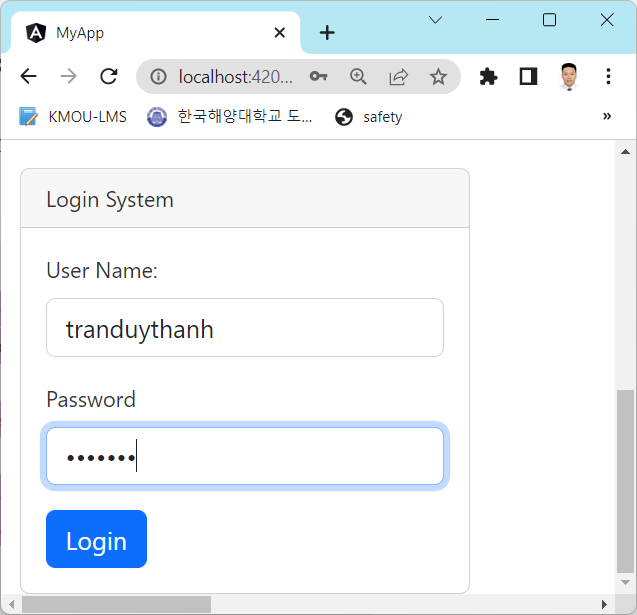 MyApp
localhost:420...
KMOU-LMS 한국해양대학교 도... safety »
Login System
User Name:
tranduythanh
Password
•••••••
Login